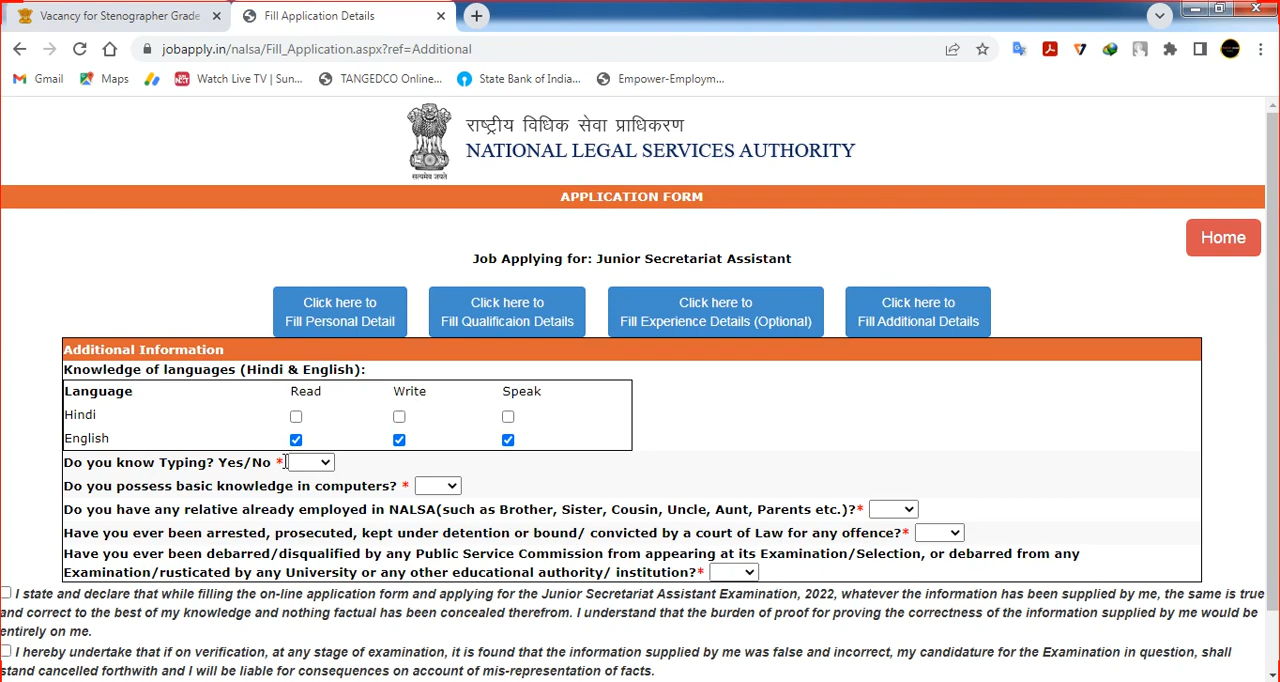 Vacancy for Stenographer Grade
Fill Application Details
jobapply.in/nalsa/Fill_Application.aspx?ref=Additional
Gmail
Maps
Watch Live TV | Sun...
TANGEDCO Online...
State Bank of India...
Empower-Employm...
राष्ट्रीय विधिक सेवा प्राधिकरण
NATIONAL LEGAL SERVICES AUTHORITY
सत्यमेव जयते
APPLICATION FORM
Home
Job Applying for: Junior Secretariat Assistant
Click here to
Fill Personal Detail
Click here to
Fill Qualificaion Details
Click here to
Fill Experience Details (Optional)
Click here to
Fill Additional Details
Additional Information
Knowledge of languages (Hindi & English):
Language Read Write Speak
Hindi
English
Do you know Typing? Yes/No *
Do you possess basic knowledge in computers? *
Do you have any relative already employed in NALSA(such as Brother, Sister, Cousin, Uncle, Aunt, Parents etc.)?*
Have you ever been arrested, prosecuted, kept under detention or bound/ convicted by a court of Law for any offence?*
Have you ever been debarred/disqualified by any Public Service Commission from appearing at its Examination/Selection, or debarred from any
Examination/rusticated by any University or any other educational authority/ institution?*
I state and declare that while filling the on-line application form and applying for the Junior Secretariat Assistant Examination, 2022, whatever the information has been supplied by me, the same is true
and correct to the best of my knowledge and nothing factual has been concealed therefrom. I understand that the burden of proof for proving the correctness of the information supplied by me would be
entirely on me.
I hereby undertake that if on verification, at any stage of examination, it is found that the information supplied by me was false and incorrect, my candidature for the Examination in question, shall
stand cancelled forthwith and I will be liable for consequences on account of mis-representation of facts.